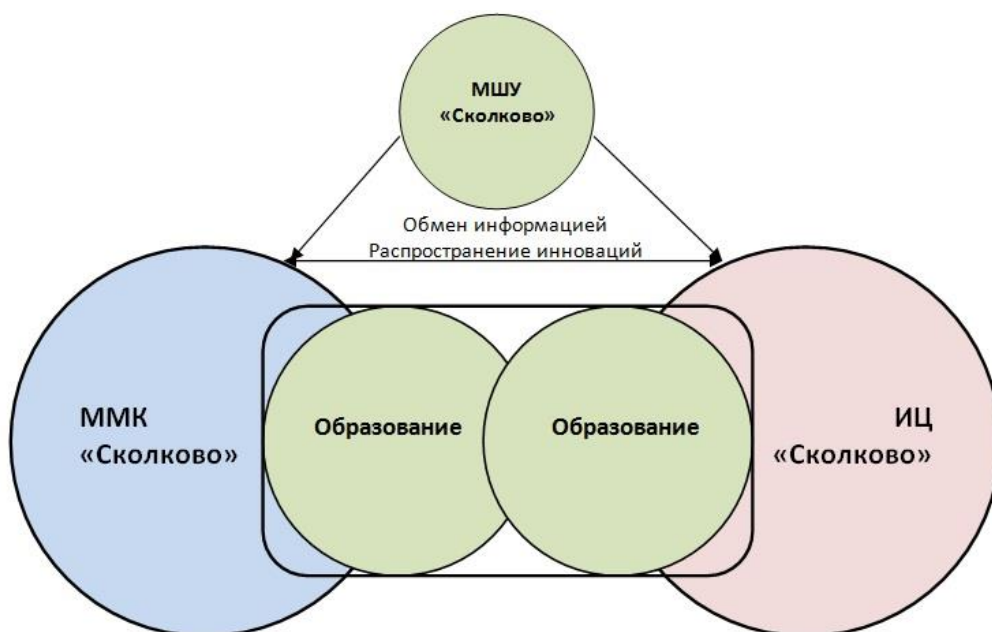 МШУ
«Сколково»
Обмен информацией
Распространение инноваций
ММК
«Сколково»
Образование
Образование
ИЦ
«Сколково»